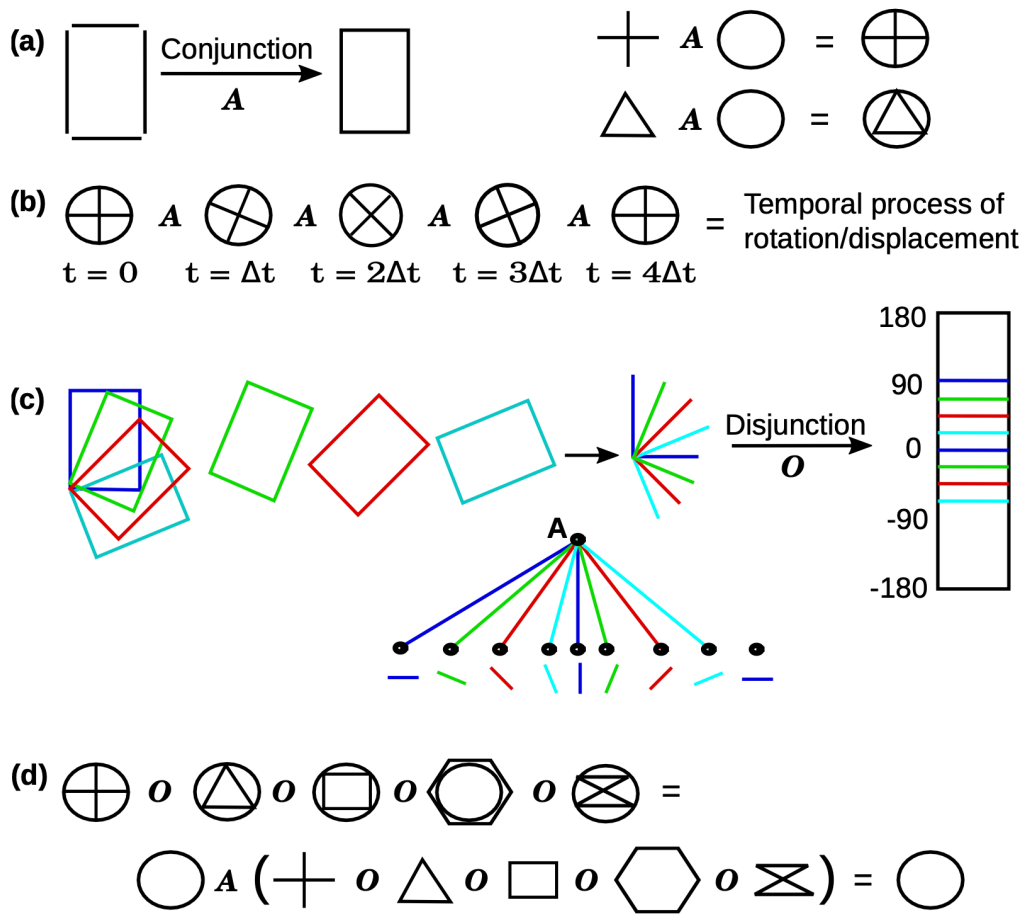 (a)
Conjunction
A
A =
A =
(b)
A A A A = Temporal process of
rotation/displacement
t = 0 t = Δt t = 2Δt t = 3Δt t = 4Δt
(c)
180
90
0
-90
-180
Disjunction
O
A
(d)
O O O O =
A ( O O O O ) =